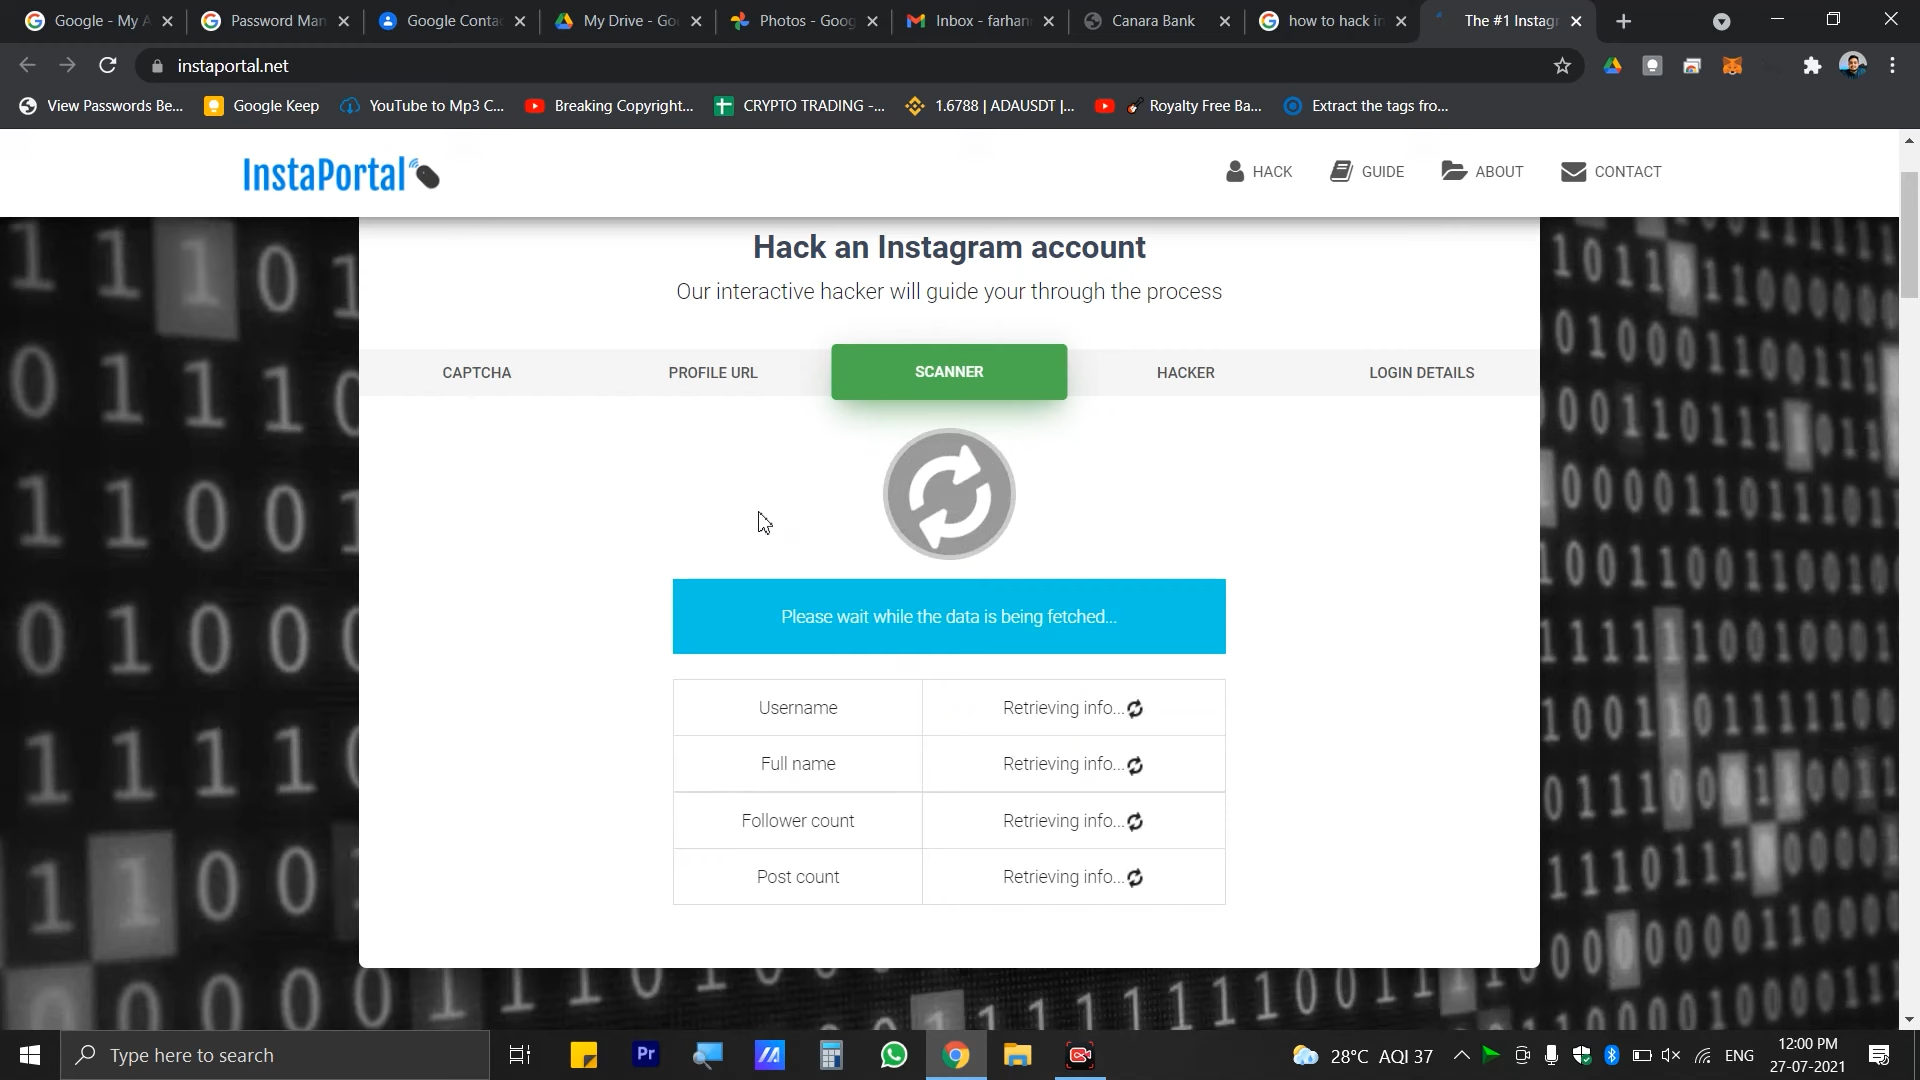 Google - My A
Password Man
Google Contac
My Drive - Goo
Photos - Goog
Inbox - farhan
Canara Bank
how to hack in
The #1 Instagr
instaportal.net
View Passwords Be...
Google Keep
YouTube to Mp3 C...
Breaking Copyright...
CRYPTO TRADING -...
1.6788 | ADAUSDT |...
Royalty Free Ba...
Extract the tags fro...
InstaPortal
HACK
GUIDE
ABOUT
CONTACT
Hack an Instagram account
Our interactive hacker will guide your through the process
CAPTCHA
PROFILE URL
SCANNER
HACKER
LOGIN DETAILS
Please wait while the data is being fetched...
Username Retrieving info...
Full name Retrieving info...
Follower count Retrieving info...
Post count Retrieving info...
Type here to search
Pr
28°C AQI 37
ENG
12:00 PM
27-07-2021